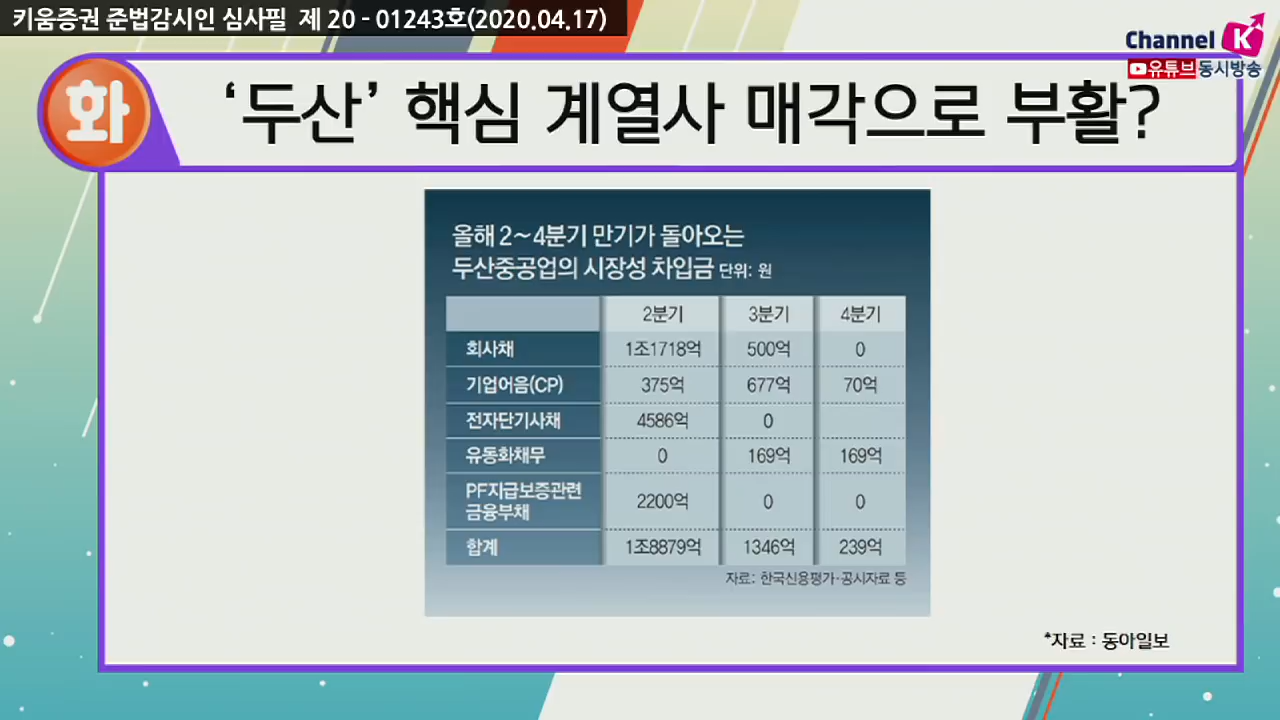 키움증권 준법감시인 심사필 제 20 - 01243호(2020.04.17)
Channel K
유튜브 동시방송
화
‘두산’ 핵심 계열사 매각으로 부활?
올해 2~4분기 만기가 돌아오는
두산중공업의 시장성 차입금 단위: 원
2분기 3분기 4분기
회사채 1조1718억 500억 0
기업어음(CP) 375억 677억 70억
전자단기사채 4586억 0
유동화채무 0 169억 169억
PF지급보증관련
금융부채 2200억 0 0
합계 1조8879억 1346억 239억
자료: 한국신용평가·공시자료 등
*자료 : 동아일보